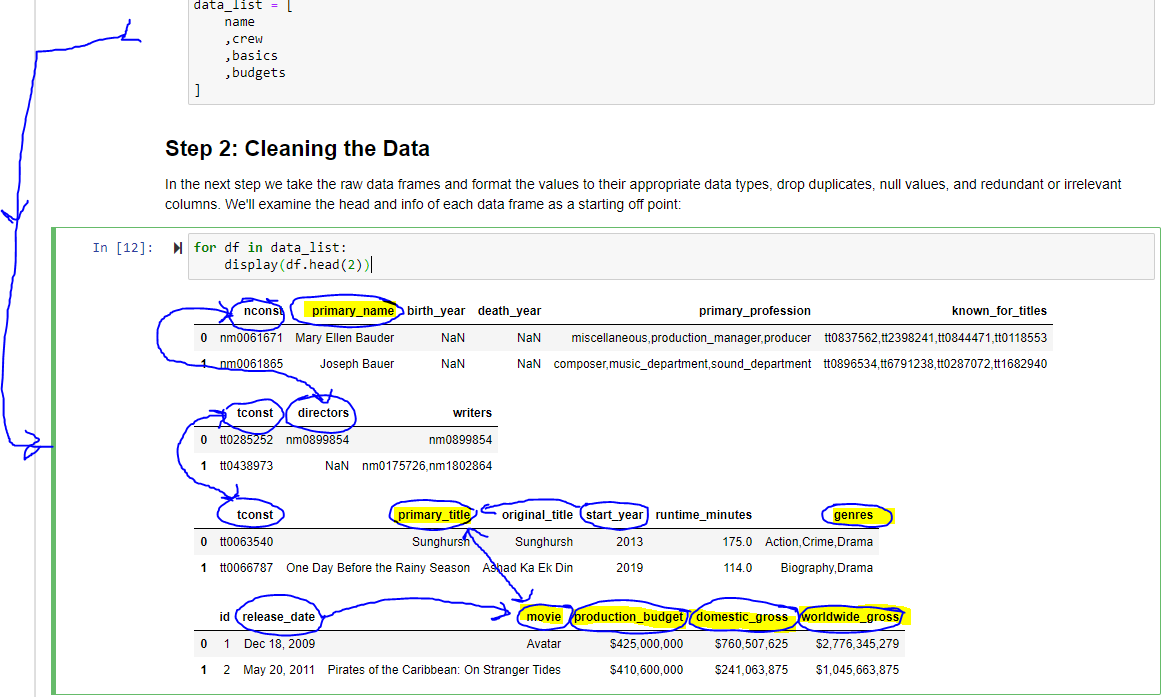 data_list = [
name
,crew
,basics
,budgets
]
Step 2: Cleaning the Data
In the next step we take the raw data frames and format the values to their appropriate data types, drop duplicates, null values, and redundant or irrelevant
columns. We'll examine the head and info of each data frame as a starting off point:
In [12]: for df in data_list:
display(df.head(2))
nconst primary_name birth_year death_year primary_profession known_for_titles
0 nm0061671 Mary Ellen Bauder NaN NaN miscellaneous,production_manager,producer tt0837562,tt2398241,tt0844471,tt0118553
1 nm0061865 Joseph Bauer NaN NaN composer,music_department,sound_department tt0896534,tt6791238,tt0287072,tt1682940
tconst directors writers
0 tt0285252 nm0899854 nm0899854
1 tt0438973 NaN nm0175726,nm1802864
tconst primary_title original_title start_year runtime_minutes genres
0 tt0063540 Sunghursh Sunghursh 2013 175.0 Action,Crime,Drama
1 tt0066787 One Day Before the Rainy Season Ashad Ka Ek Din 2019 114.0 Biography,Drama
id release_date movie production_budget domestic_gross worldwide_gross
0 1 Dec 18, 2009 Avatar $425,000,000 $760,507,625 $2,776,345,279
1 2 May 20, 2011 Pirates of the Caribbean: On Stranger Tides $410,600,000 $241,063,875 $1,045,663,875